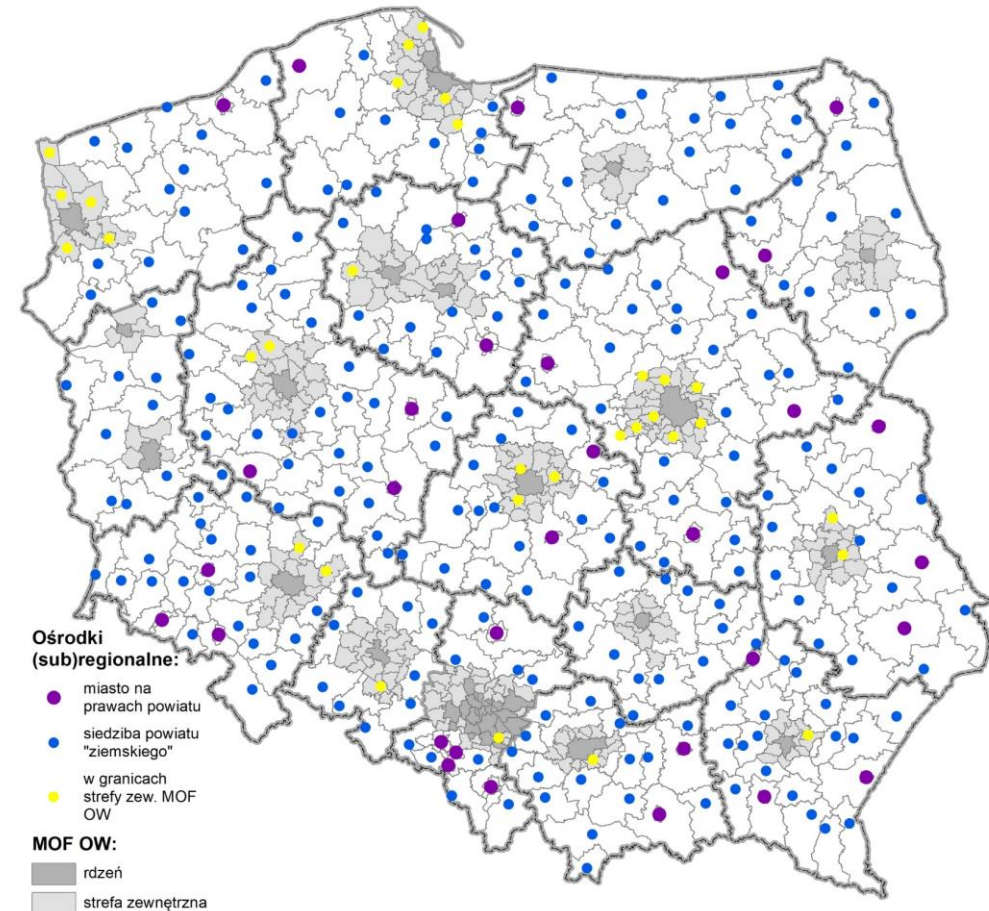 Ośrodki
(sub)regionalne:
miasto na
prawach powiatu
siedziba powiatu
"ziemskiego"
w granicach
strefy zew. MOF
OW
MOF OW:
rdzeń
strefa zewnętrzna